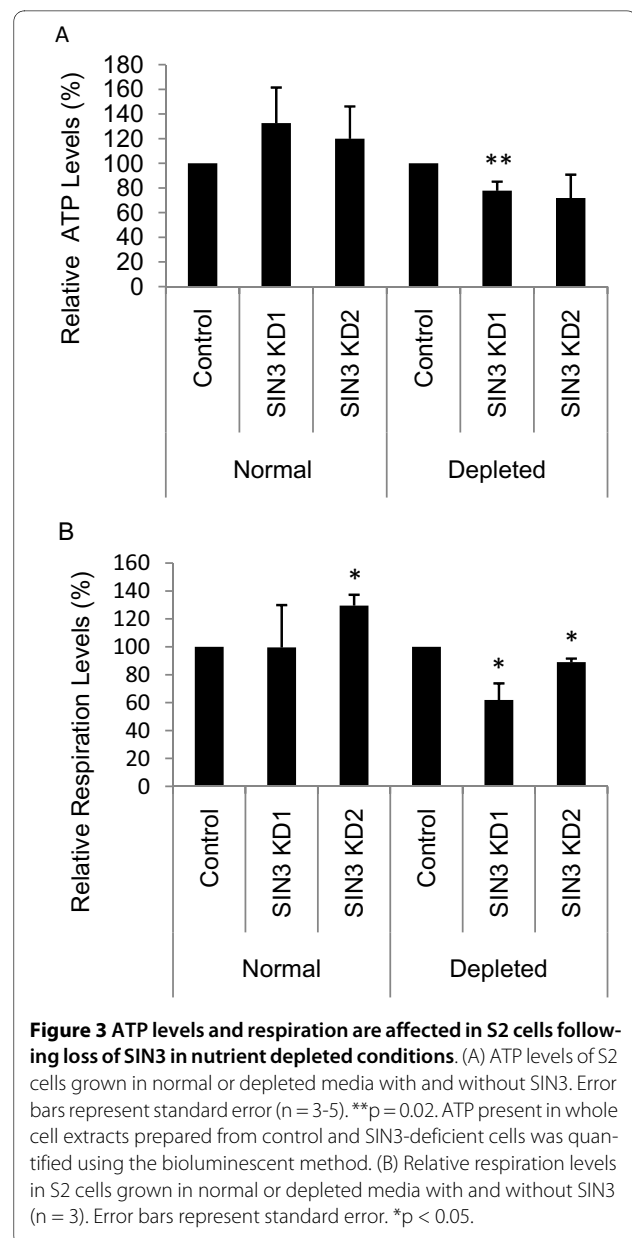 A
Relative ATP Levels (%)
180
160
140
120
100
80
60
40
20
0
**
Control
SIN3 KD1
SIN3 KD2
Control
SIN3 KD1
SIN3 KD2
Normal
Depleted
B
Relative Respiration Levels (%)
160
140
120
100
80
60
40
20
0
*
*
*
Control
SIN3 KD1
SIN3 KD2
Control
SIN3 KD1
SIN3 KD2
Normal
Depleted
Figure 3 ATP levels and respiration are affected in S2 cells follow-
ing loss of SIN3 in nutrient depleted conditions. (A) ATP levels of S2
cells grown in normal or depleted media with and without SIN3. Error
bars represent standard error (n = 3-5). **p = 0.02. ATP present in whole
cell extracts prepared from control and SIN3-deficient cells was quan-
tified using the bioluminescent method. (B) Relative respiration levels
in S2 cells grown in normal or depleted media with and without SIN3
(n = 3). Error bars represent standard error. *p < 0.05.